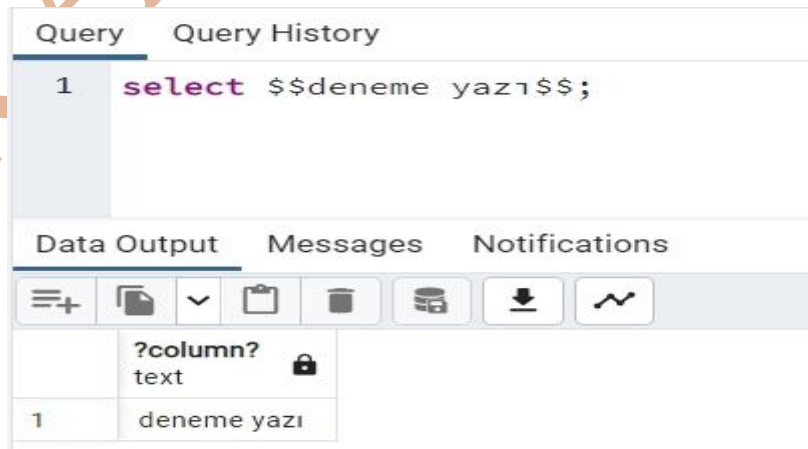 Query Query History
1 select $$deneme yazı$$;
Data Output Messages Notifications
?column?
text
1 deneme yazı